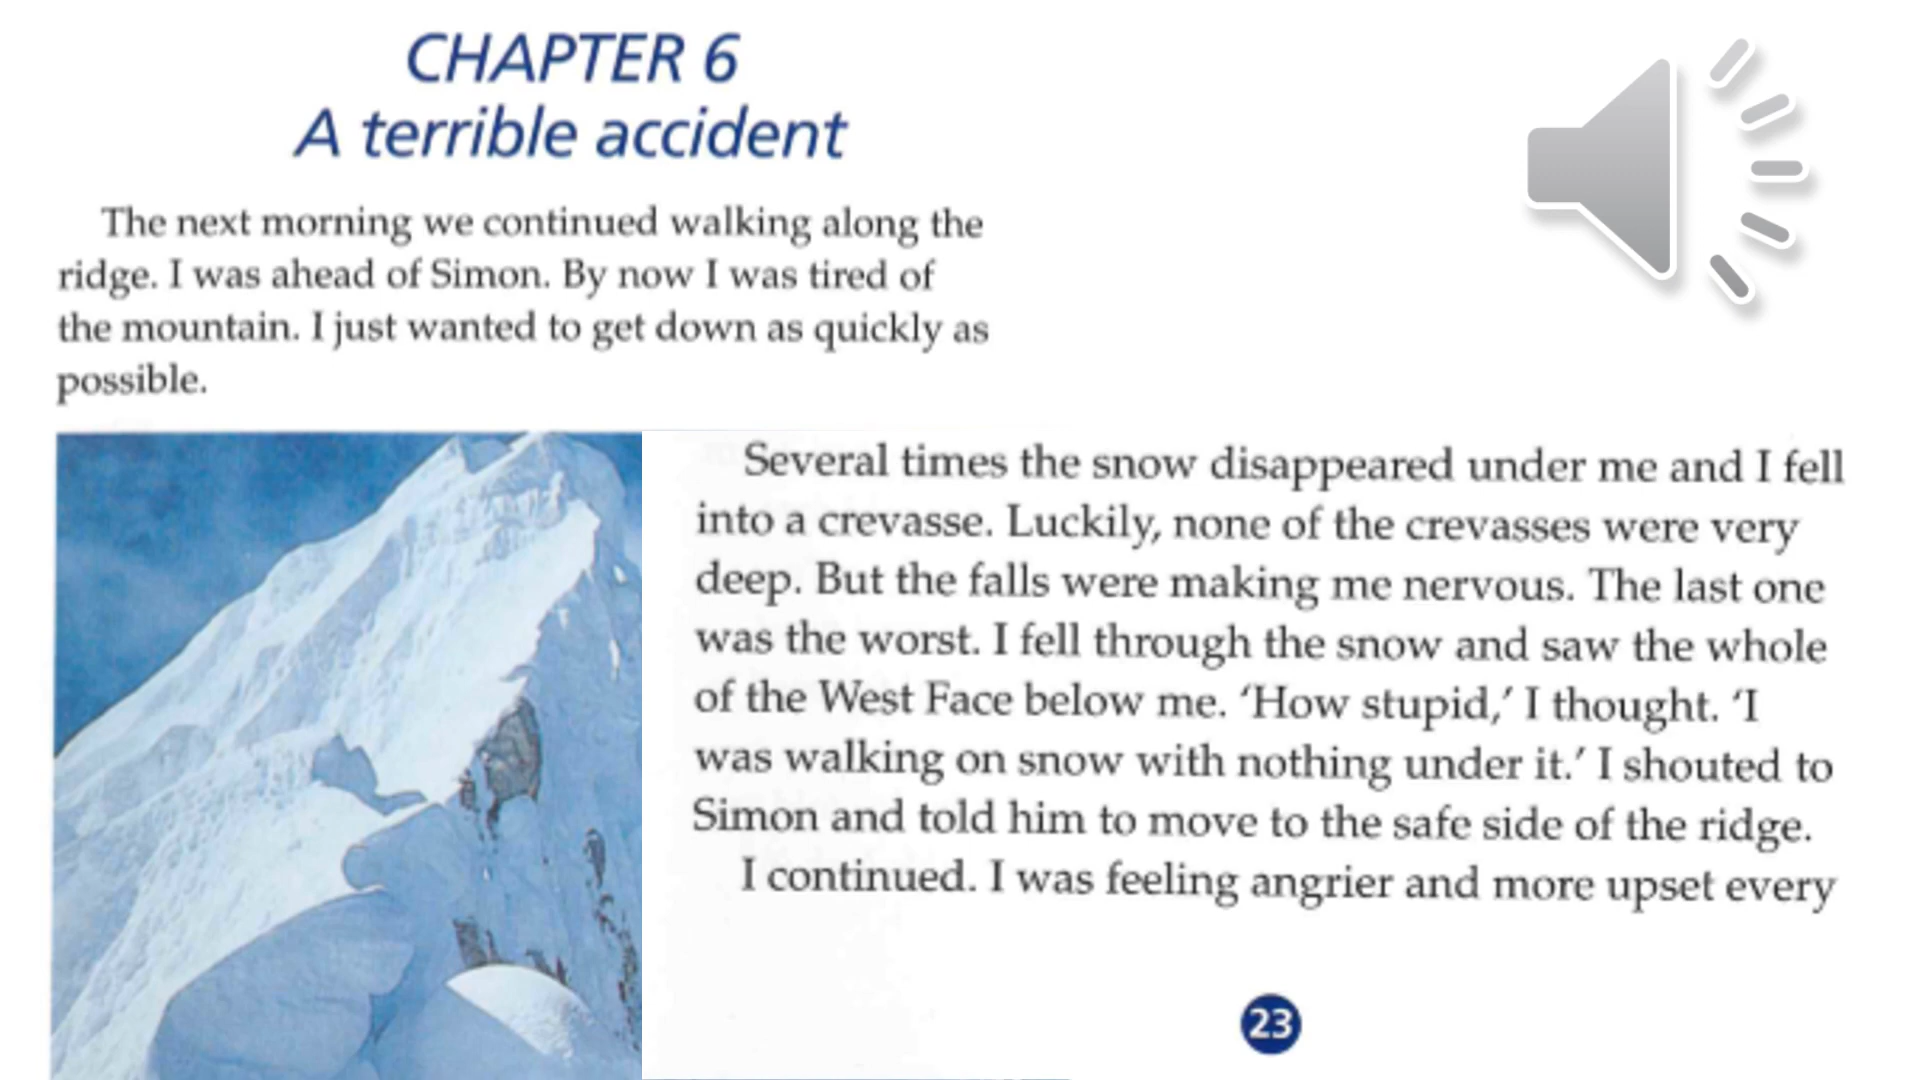 CHAPTER 6
A terrible accident
The next morning we continued walking along the
ridge. I was ahead of Simon. By now I was tired of
the mountain. I just wanted to get down as quickly as
possible.
Several times the snow disappeared under me and I fell
into a crevasse. Luckily, none of the crevasses were very
deep. But the falls were making me nervous. The last one
was the worst. I fell through the snow and saw the whole
of the West Face below me. ‘How stupid,’ I thought. ‘I
was walking on snow with nothing under it.’ I shouted to
Simon and told him to move to the safe side of the ridge.
I continued. I was feeling angrier and more upset every
23